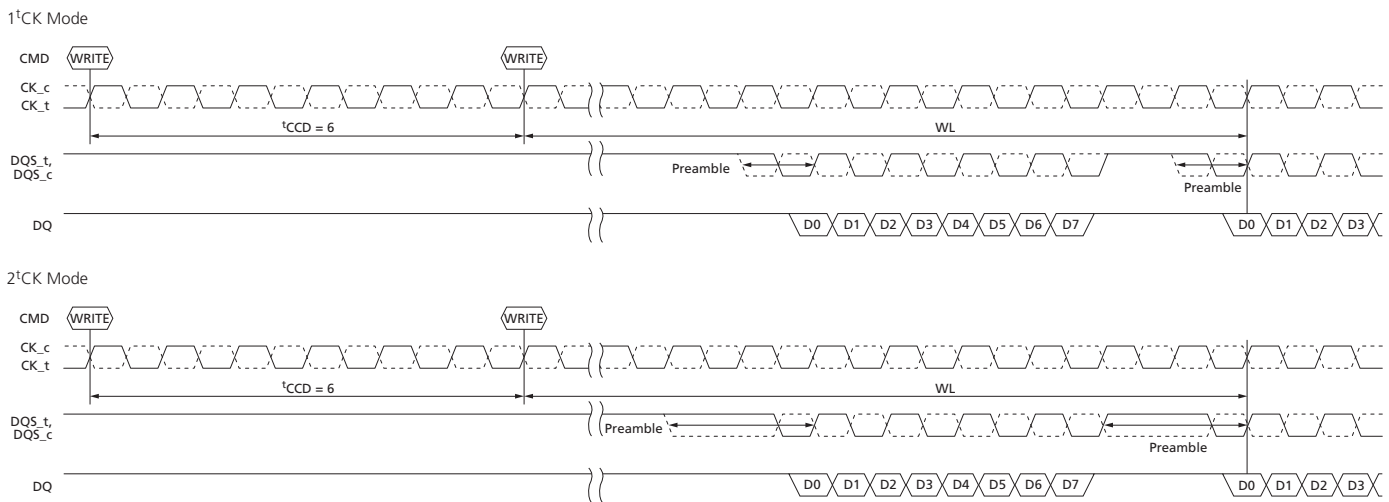 1ᵗCK Mode
CMD WRITE WRITE
CK_c
CK_t
ᵗCCD = 6 WL
DQS_t,
DQS_c
Preamble Preamble
DQ D0 D1 D2 D3 D4 D5 D6 D7 D0 D1 D2 D3
2ᵗCK Mode
CMD WRITE WRITE
CK_c
CK_t
ᵗCCD = 6 WL
DQS_t,
DQS_c
Preamble Preamble
DQ D0 D1 D2 D3 D4 D5 D6 D7 D0 D1 D2 D3